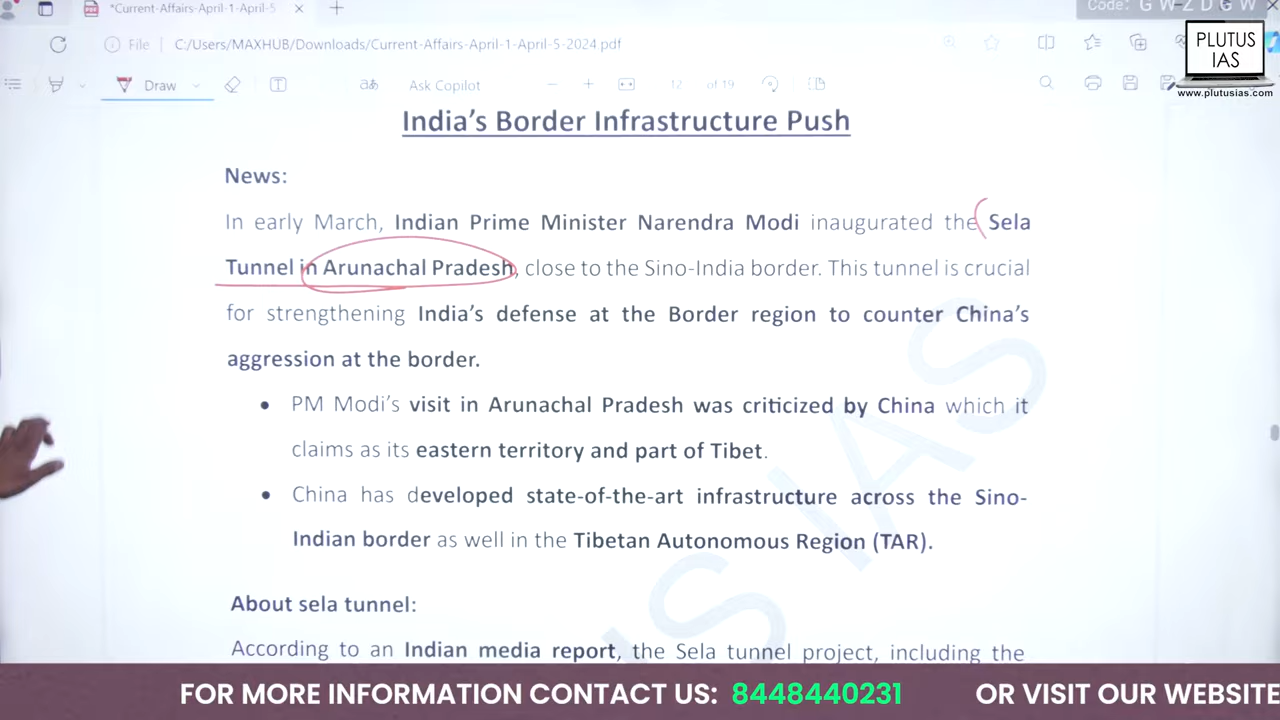 *Current-Affairs-April-1-April-5
Code: G W-Z D G W
File C:/Users/MAXHUB/Downloads/Current-Affairs-April-1-April-5-2024.pdf
PLUTUS
IAS
www.plutusias.com
Draw
Ask Copilot
12 of 19
India's Border Infrastructure Push
News:
In early March, Indian Prime Minister Narendra Modi inaugurated the Sela
Tunnel in Arunachal Pradesh, close to the Sino-India border. This tunnel is crucial
for strengthening India's defense at the Border region to counter China's
aggression at the border.
• PM Modi's visit in Arunachal Pradesh was criticized by China which it
claims as its eastern territory and part of Tibet.
• China has developed state-of-the-art infrastructure across the Sino-
Indian border as well in the Tibetan Autonomous Region (TAR).
About sela tunnel:
According to an Indian media report, the Sela tunnel project, including the
FOR MORE INFORMATION CONTACT US: 8448440231 OR VISIT OUR WEBSITE